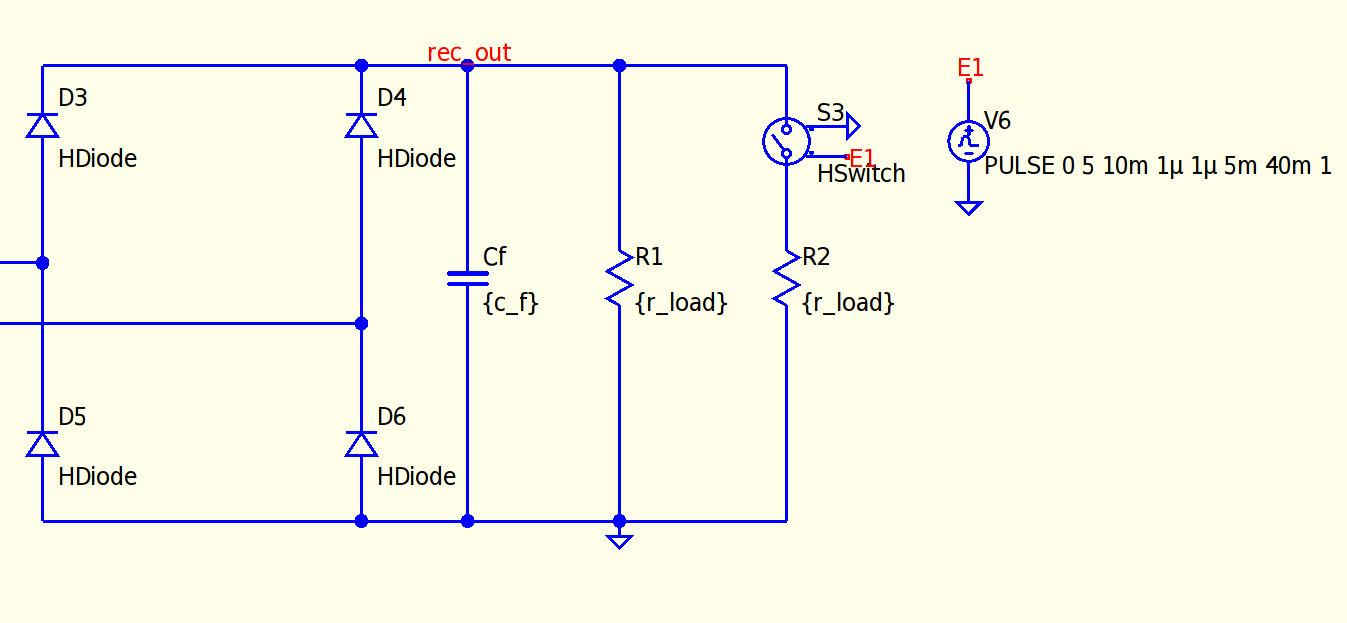 rec_out
E1
D3
D4
S3
V6
HDiode
HDiode
E1
HSwitch
PULSE 0 5 10m 1µ 1µ 5m 40m 1
Cf
R1
R2
{c_f}
{r_load}
{r_load}
D5
D6
HDiode
HDiode